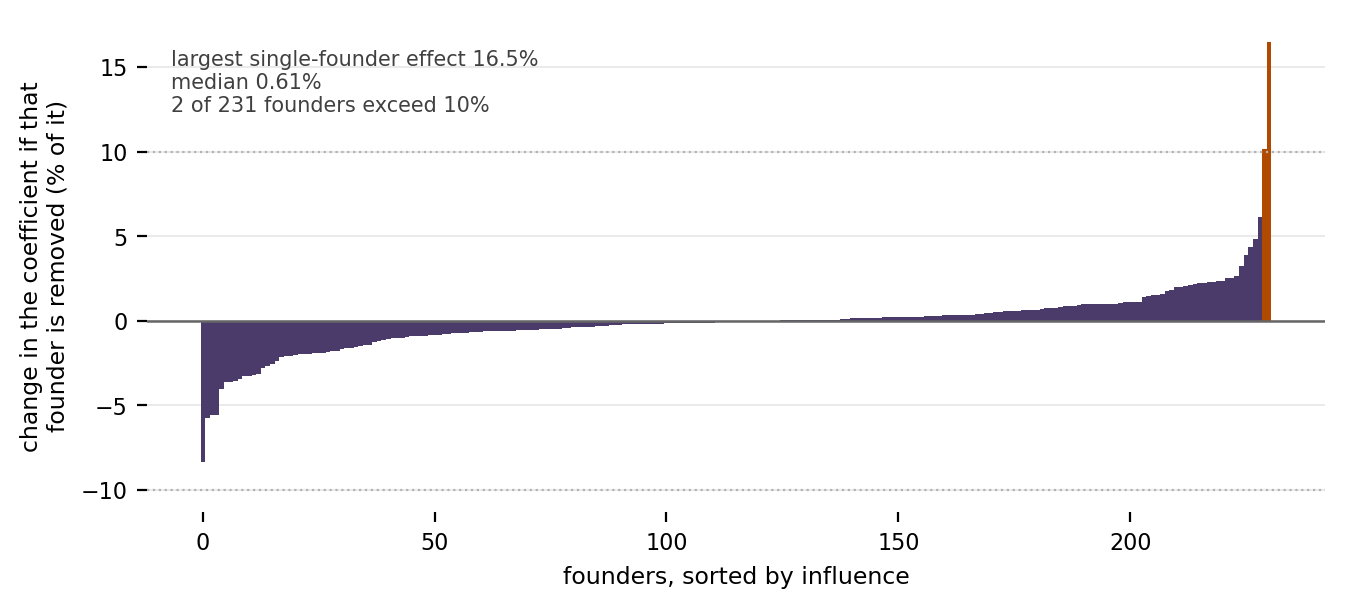 largest single-founder effect 16.5%
median 0.61%
2 of 231 founders exceed 10%
change in the coefficient if that
founder is removed (% of it)
15
10
5
0
−5
−10
0
50
100
150
200
founders, sorted by influence